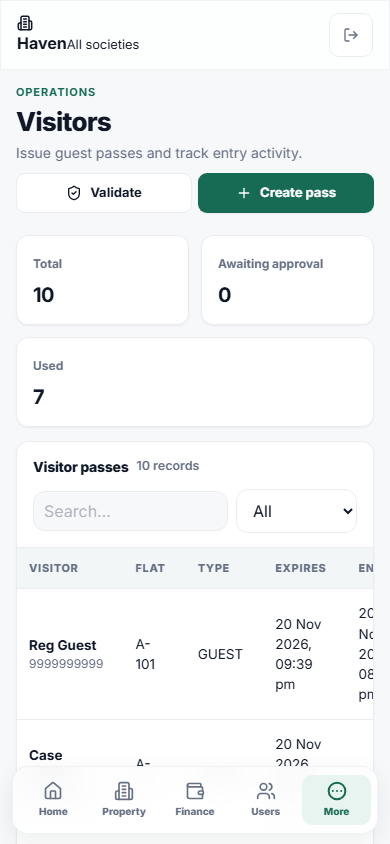 HavenAll societies
OPERATIONS
Visitors
Issue guest passes and track entry activity.
Validate
Create pass
Total
10
Awaiting approval
0
Used
7
Visitor passes 10 records
Search...
All
VISITOR FLAT TYPE EXPIRES
Reg Guest
9999999999
A-
101
GUEST
20 Nov
2026,
09:39
pm
Case
A-
20 Nov
2026
Home Property Finance Users More